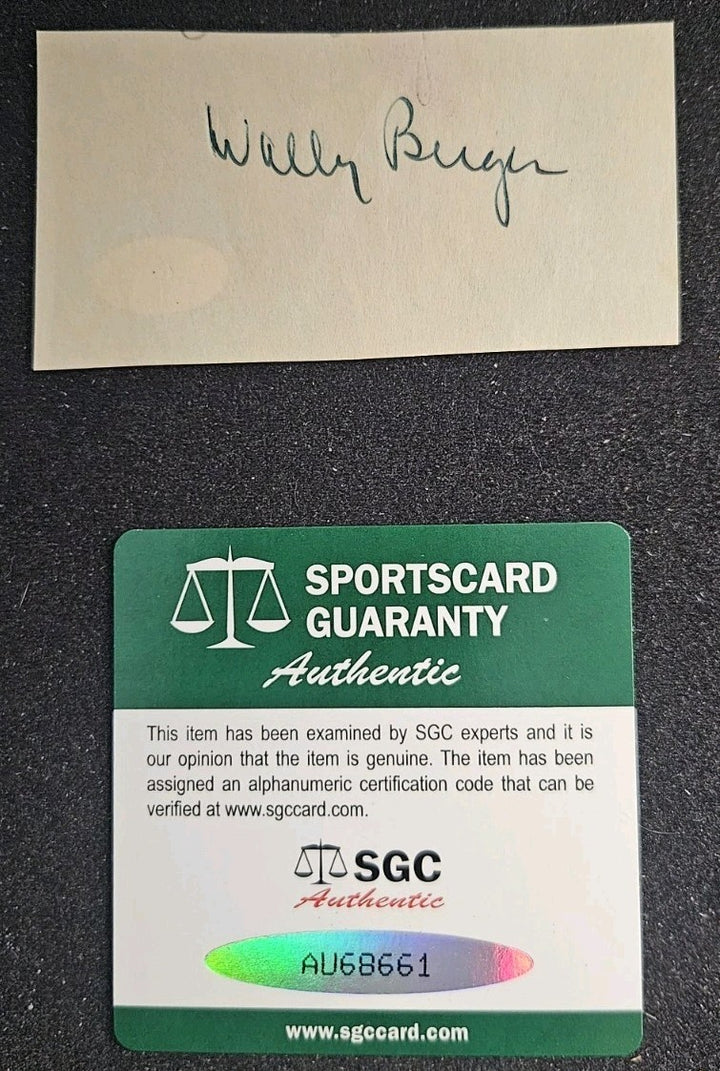 Wally Berger
SPORTSCARD
GUARANTY
Authentic
This item has been examined by SGC experts and it is
our opinion that the item is genuine. The item has been
assigned an alphanumeric certification code that can be
verified at www.sgccard.com.
SGC
Authentic
AU68661
www.sgccard.com